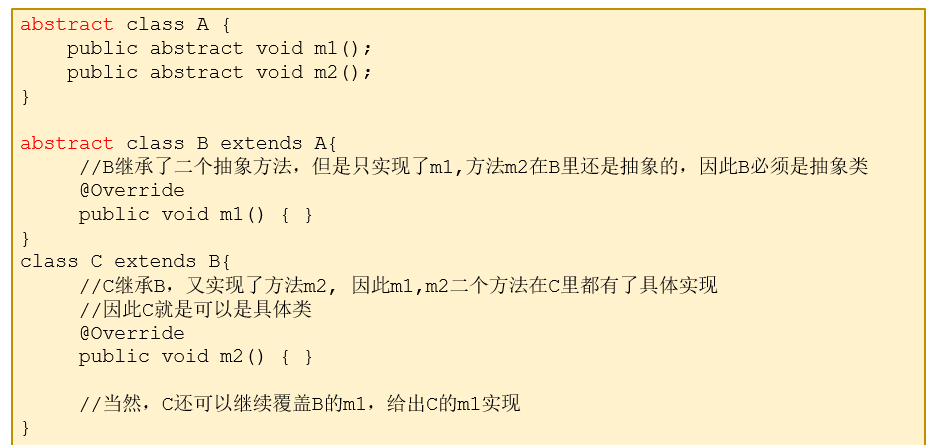 abstract class A {
    public abstract void m1();
    public abstract void m2();
}
abstract class B extends A{
     //B继承了二个抽象方法，但是只实现了m1,方法m2在B里还是抽象的，因此B必须是抽象类
     @Override
     public void m1() { }
}
class C extends B{
     //C继承B，又实现了方法m2, 因此m1,m2二个方法在C里都有了具体实现
     //因此C就是可以是具体类
     @Override
     public void m2() { }
     //当然，C还可以继续覆盖B的m1，给出C的m1实现
}